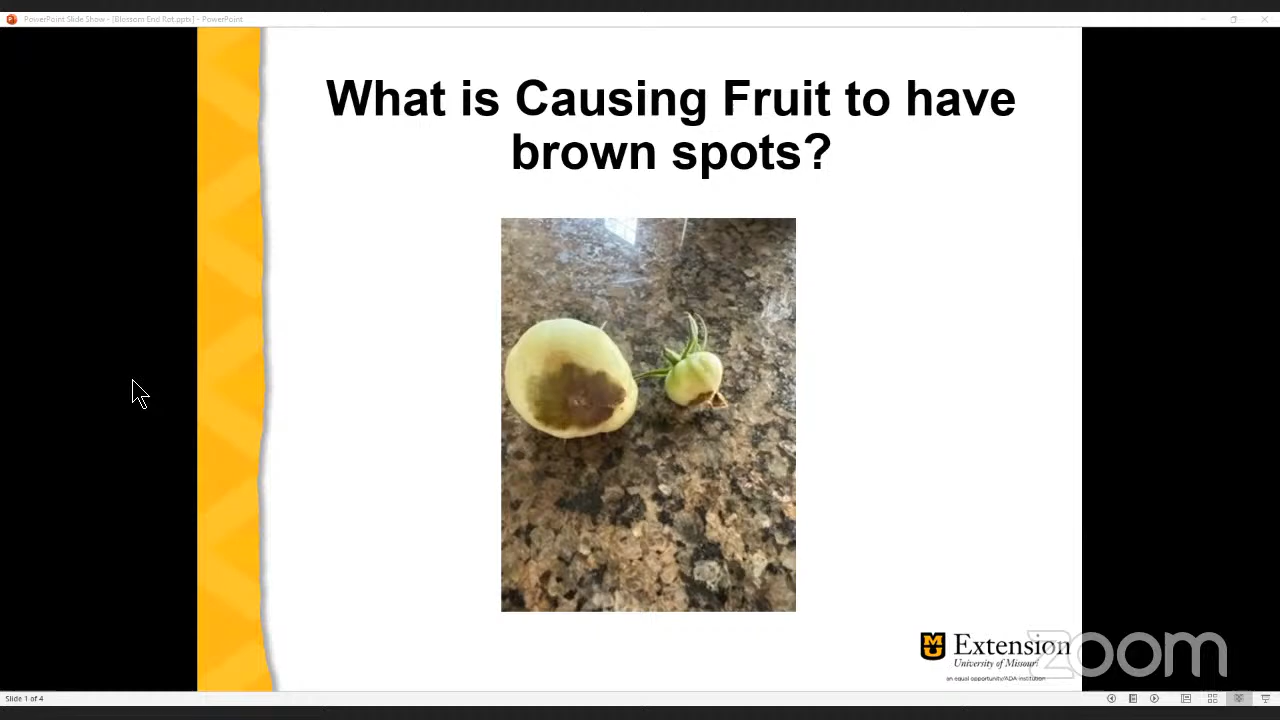 PowerPoint Slide Show - [Blossom End Rot.pptx] - PowerPoint
What is Causing Fruit to have
brown spots?
MU Extension
University of Missouri
an equal opportunity/ADA institution
zoom
Slide 1 of 4